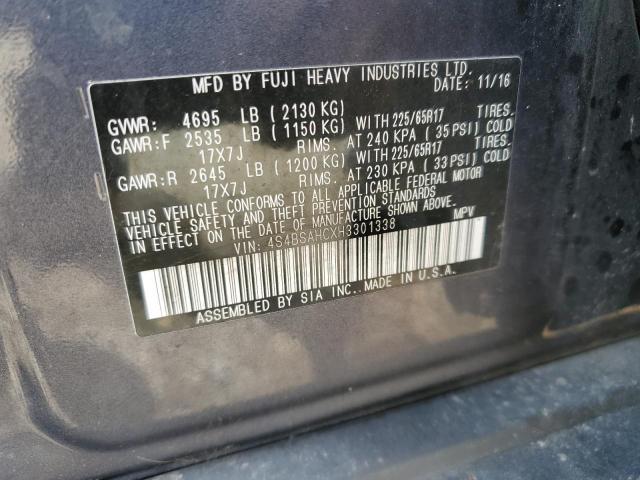 MFD BY FUJI HEAVY INDUSTRIES LTD.
DATE: 11/16
GVWR: 4695 LB ( 2130 KG)
GAWR:F 2535 LB ( 1150 KG) WITH 225/65R17 TIRES.
17X7J RIMS. AT 240 KPA ( 35 PSI) COLD
GAWR:R 2645 LB ( 1200 KG) WITH 225/65R17 TIRES.
17X7J RIMS. AT 230 KPA ( 33 PSI) COLD
THIS VEHICLE CONFORMS TO ALL APPLICABLE FEDERAL MOTOR
VEHICLE SAFETY AND THEFT PREVENTION STANDARDS
IN EFFECT ON THE DATE OF MANUFACTURE SHOWN ABOVE.
VIN: 4S4BSAHCXH3301338 MPV
ASSEMBLED BY SIA INC., MADE IN U.S.A.